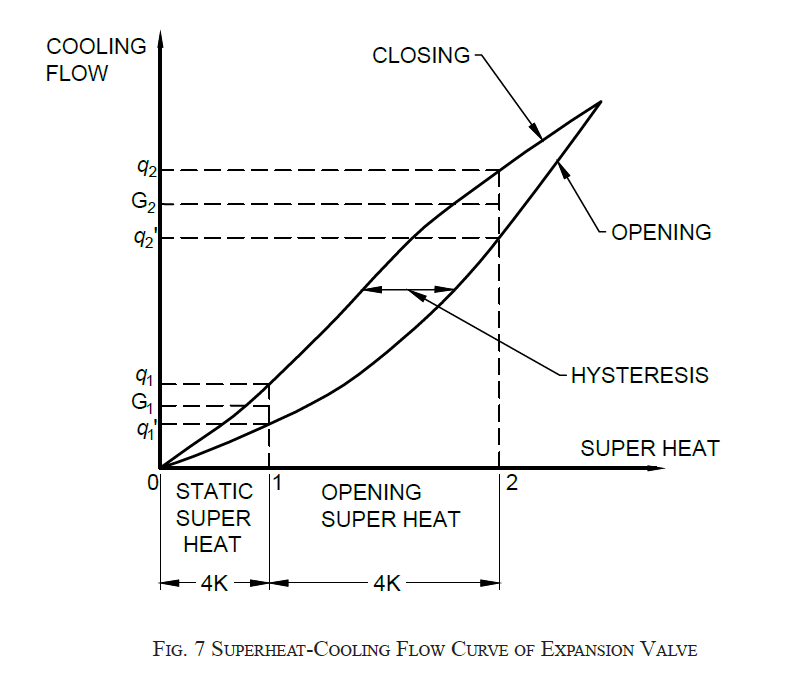 COOLING
FLOW
CLOSING
q2
G2
q2'
OPENING
q1
G1
q1'
HYSTERESIS
SUPER HEAT
0
1
2
STATIC
SUPER
HEAT
OPENING
SUPER HEAT
4K
4K
FIG. 7 SUPERHEAT-COOLING FLOW CURVE OF EXPANSION VALVE